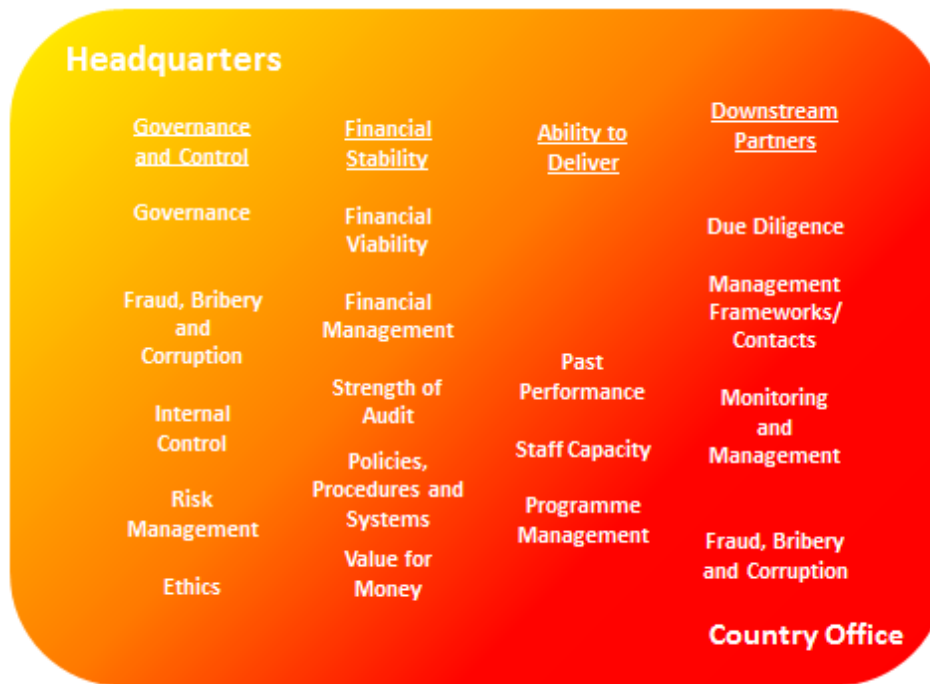 Headquarters
Governance
and Control
Governance
Fraud, Bribery
and
Corruption
Internal
Control
Risk
Management
Ethics
Financial
Stability
Financial
Viability
Financial
Management
Strength of
Audit
Policies,
Procedures and
Systems
Value for
Money
Ability to
Deliver
Past
Performance
Staff Capacity
Programme
Management
Downstream
Partners
Due Diligence
Management
Frameworks/
Contacts
Monitoring
and
Management
Fraud, Bribery
and Corruption
Country Office